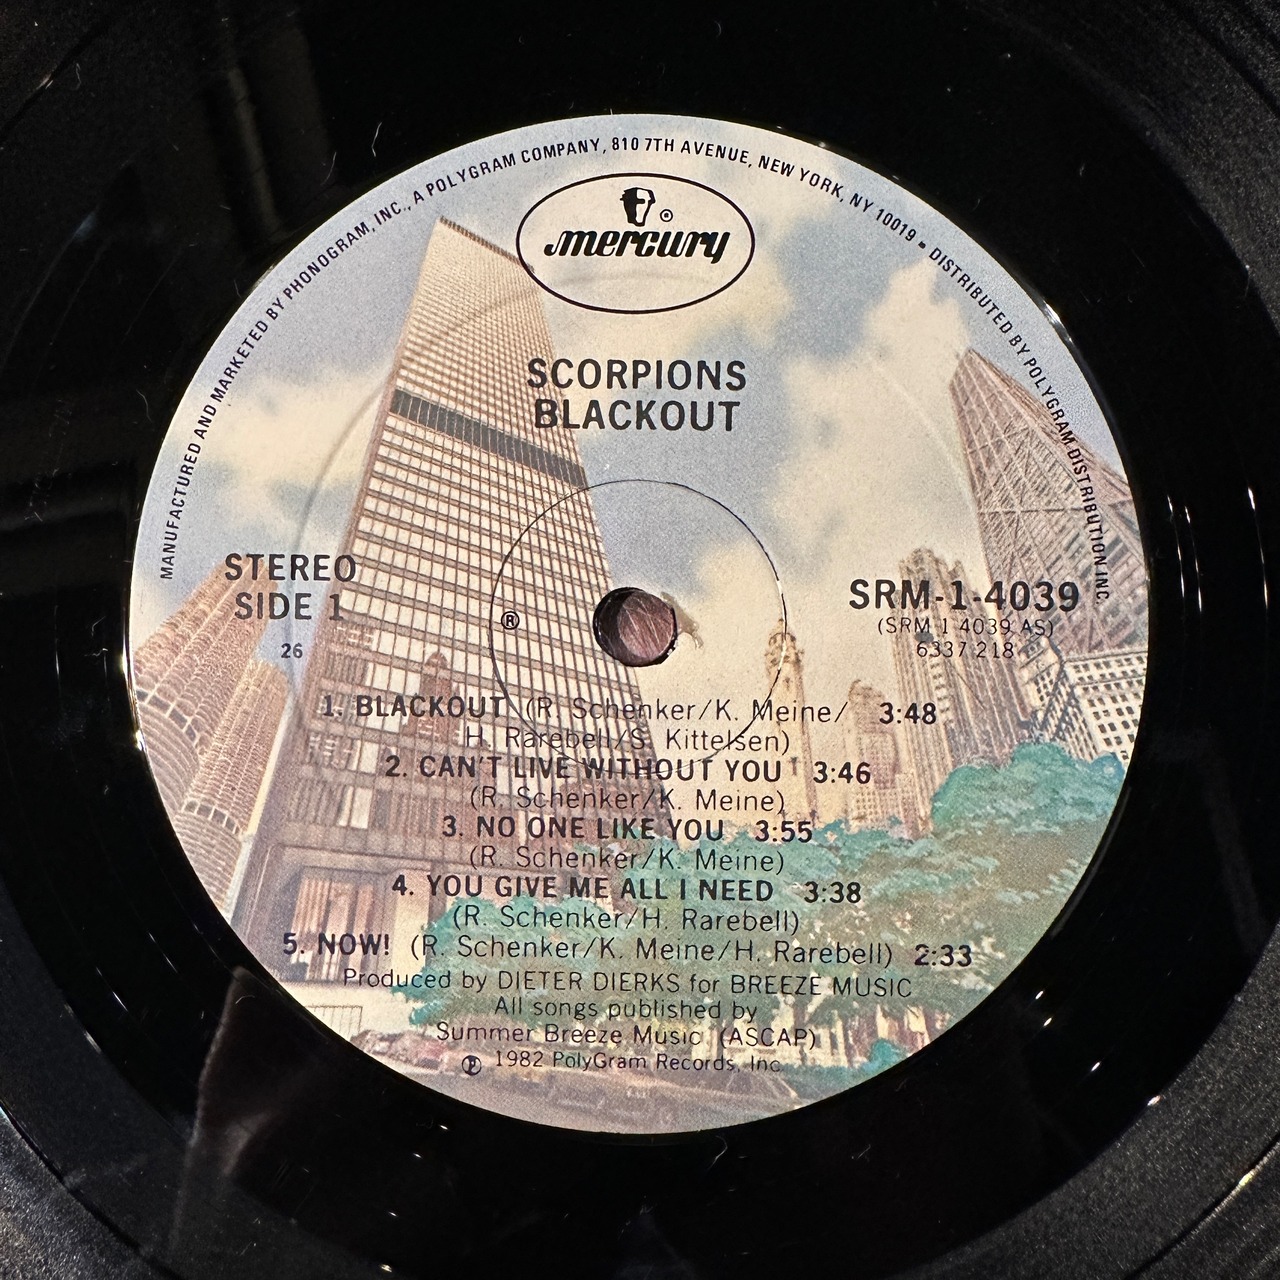 MANUFACTURED AND MARKETED BY PHONOGRAM, INC., A POLYGRAM COMPANY, 810 7TH AVENUE, NEW YORK, NY 10019 ▪ DISTRIBUTED BY POLYGRAM DISTRIBUTION INC.
mercury ®
SCORPIONS
BLACKOUT
STEREO
SIDE 1
26
®
SRM-1-4039
(SRM 1 4039 AS)
6337 218
1. BLACKOUT (R. Schenker/K. Meine/ 3:48
H. Rarebell/S. Kittelsen)
2. CAN'T LIVE WITHOUT YOU 3:46
(R. Schenker/K. Meine)
3. NO ONE LIKE YOU 3:55
(R. Schenker/K. Meine)
4. YOU GIVE ME ALL I NEED 3:38
(R. Schenker/H. Rarebell)
5. NOW! (R. Schenker/K. Meine/H. Rarebell) 2:33
Produced by DIETER DIERKS for BREEZE MUSIC
All songs published by
Summer Breeze Music (ASCAP)
℗ 1982 PolyGram Records, Inc.